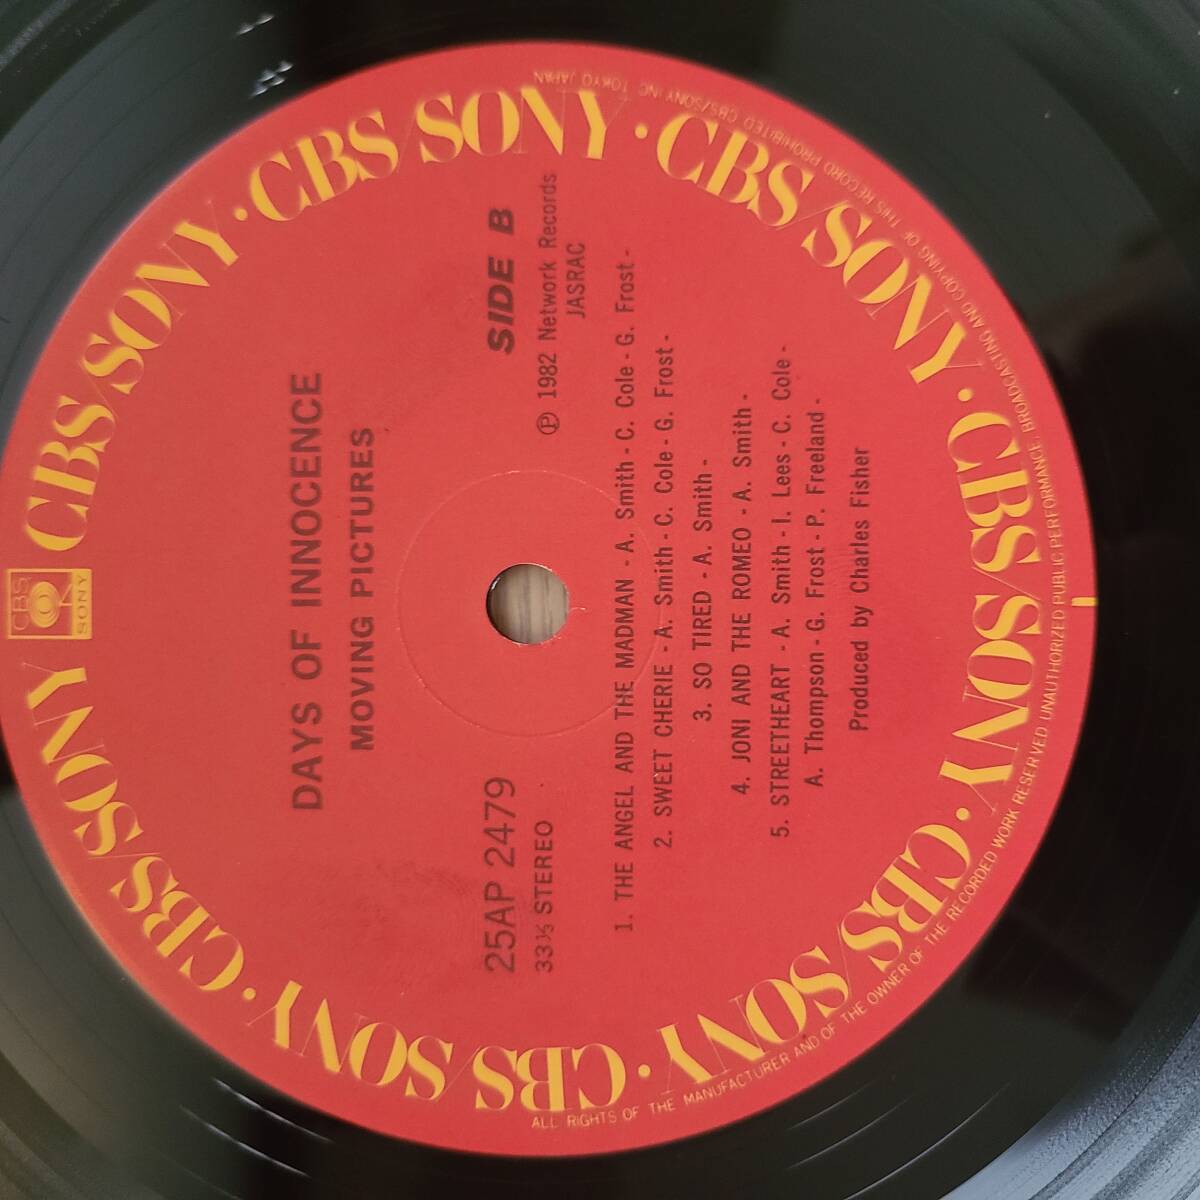 CBS
SONY
DAYS OF INNOCENCE
MOVING PICTURES
25AP 2479
33⅓ STEREO
SIDE B
Ⓟ 1982 Network Records
JASRAC
1. THE ANGEL AND THE MADMAN - A. Smith - C. Cole - G. Frost -
2. SWEET CHERIE - A. Smith - C. Cole - G. Frost -
3. SO TIRED - A. Smith -
4. JONI AND THE ROMEO - A. Smith -
5. STREETHEART - A. Smith - I. Lees - C. Cole -
A. Thompson - G. Frost - P. Freeland -
Produced by Charles Fisher
CBS/SONY · CBS/SONY · CBS/SONY · CBS/SONY · CBS/SONY · CBS/SONY · CBS/SONY · CBS/SONY · CBS/SONY
ALL RIGHTS OF THE MANUFACTURER AND OF THE OWNER OF THE RECORDED WORK RESERVED UNAUTHORIZED PUBLIC PERFORMANCE, BROADCASTING AND COPYING OF THIS RECORD PROHIBITED CBS/SONY INC. TOKYO JAPAN